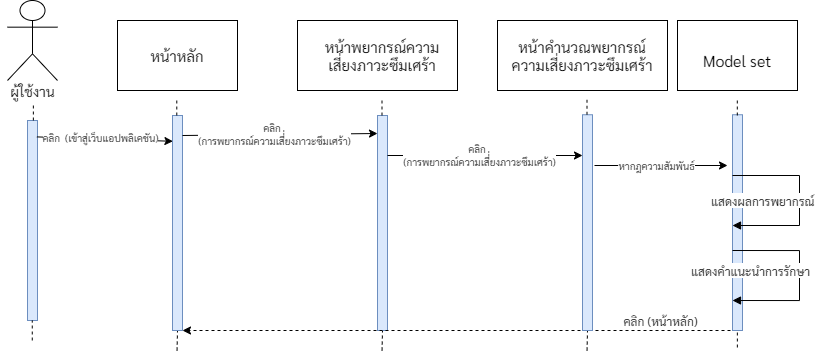 ผู้ใช้งาน
หน้าหลัก
หน้าพยากรณ์ความ
เสี่ยงภาวะซึมเศร้า
หน้าคำนวณพยากรณ์
ความเสี่ยงภาวะซึมเศร้า
Model set
คลิก (เข้าสู่เว็บแอปพลิเคชัน)
คลิก
(การพยากรณ์ความเสี่ยงภาวะซึมเศร้า)
คลิก
(การพยากรณ์ความเสี่ยงภาวะซึมเศร้า)
หากฎความสัมพันธ์
แสดงผลการพยากรณ์
แสดงคำแนะนำการรักษา
คลิก (หน้าหลัก)